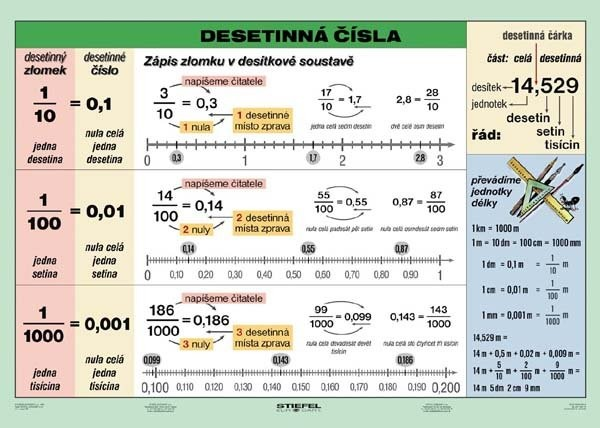 DESETINNÁ ČÍSLA
desetinný
zlomek
desetinné
číslo
Zápis zlomku v desítkové soustavě
1/10 = 0,1
jedna
desetina
nula celá
jedna
desetina
napíšeme čitatele
3/10 = 0,3
1 nula
1 desetinné
místo zprava
17/10 = 1,7
jedna celá sedm desetin
2,8 = 28/10
dvě celé osm desetin
0 1 2 3
0,3 1,7 2,8
1/100 = 0,01
jedna
setina
nula celá
jedna
setina
napíšeme čitatele
14/100 = 0,14
2 nuly
2 desetinná
místa zprava
55/100 = 0,55
nula celá padesát pět setin
0,87 = 87/100
nula celá osmdesát sedm setin
0,14 0,55 0,87
0 0,10 0,20 0,30 0,40 0,50 0,60 0,70 0,80 0,90 1
1/1000 = 0,001
jedna
tisícina
nula celá
jedna
tisícina
napíšeme čitatele
186/1000 = 0,186
3 nuly
3 desetinná
místa zprava
99/1000 = 0,099
nula celá devadesát devět
tisícin
0,143 = 143/1000
nula celá sto čtyřicet tři tisícin
0,099 0,143 0,186
0,100 0,110 0,120 0,130 0,140 0,150 0,160 0,170 0,180 0,190 0,200
desetinná čárka
část: celá desetinná
desítek 14,529
jednotek
desetin
setin
řád: tisícin
převádíme
jednotky
délky
1 km = 1000 m
1 m = 10 dm = 100 cm = 1000 mm
1 dm = 0,1 m = 1/10 m
1 cm = 0,01 m = 1/100 m
1 mm = 0,001 m = 1/1000 m
14,529 m =
14 m + 0,5 m + 0,02 m + 0,009 m =
14 m + 5/10 m + 2/100 m + 9/1000 m =
14 m 5 dm 2 cm 9 mm
STIEFEL
EUROCART